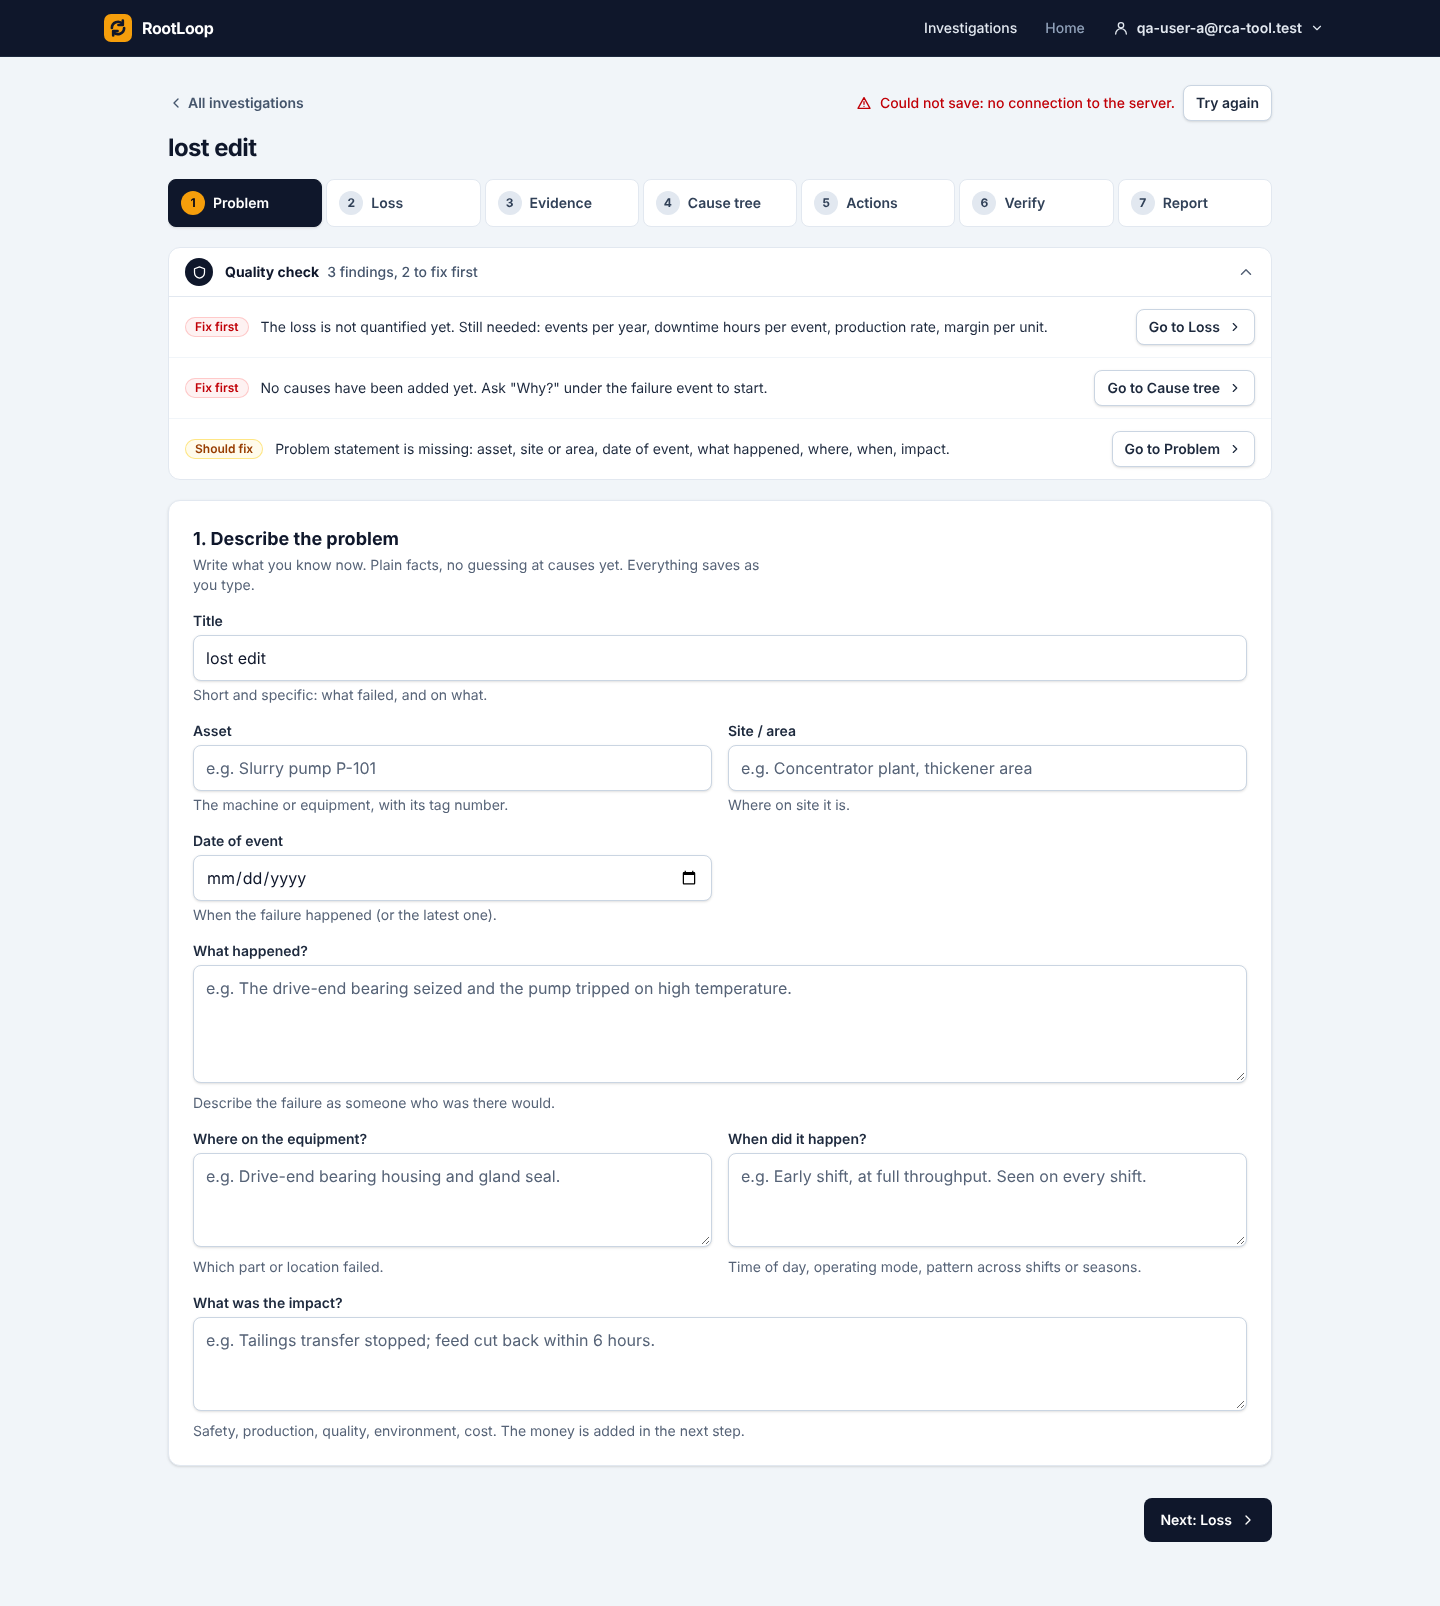 RootLoop
Investigations
Home
qa-user-a@rca-tool.test
All investigations
Could not save: no connection to the server.
Try again
lost edit
1 Problem
2 Loss
3 Evidence
4 Cause tree
5 Actions
6 Verify
7 Report
Quality check 3 findings, 2 to fix first
Fix first The loss is not quantified yet. Still needed: events per year, downtime hours per event, production rate, margin per unit.
Go to Loss
Fix first No causes have been added yet. Ask "Why?" under the failure event to start.
Go to Cause tree
Should fix Problem statement is missing: asset, site or area, date of event, what happened, where, when, impact.
Go to Problem
1. Describe the problem
Write what you know now. Plain facts, no guessing at causes yet. Everything saves as
you type.
Title
lost edit
Short and specific: what failed, and on what.
Asset
e.g. Slurry pump P-101
The machine or equipment, with its tag number.
Site / area
e.g. Concentrator plant, thickener area
Where on site it is.
Date of event
mm/dd/yyyy
When the failure happened (or the latest one).
What happened?
e.g. The drive-end bearing seized and the pump tripped on high temperature.
Describe the failure as someone who was there would.
Where on the equipment?
e.g. Drive-end bearing housing and gland seal.
Which part or location failed.
When did it happen?
e.g. Early shift, at full throughput. Seen on every shift.
Time of day, operating mode, pattern across shifts or seasons.
What was the impact?
e.g. Tailings transfer stopped; feed cut back within 6 hours.
Safety, production, quality, environment, cost. The money is added in the next step.
Next: Loss